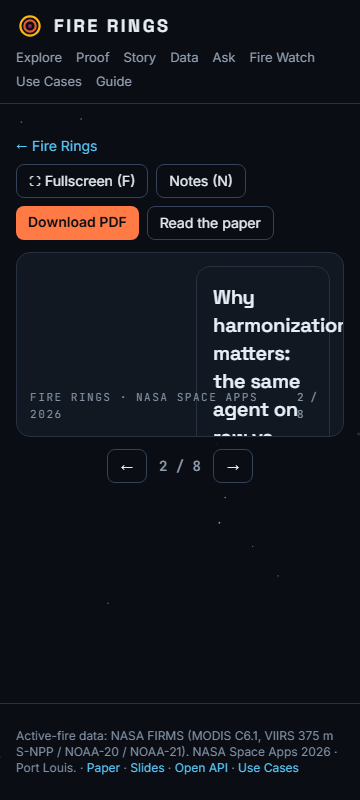 FIRE RINGS
Explore Proof Story Data Ask Fire Watch
Use Cases Guide
← Fire Rings
Fullscreen (F) Notes (N)
Download PDF Read the paper
Why
harmonization
matters:
the same
agent on
FIRE RINGS · NASA SPACE APPS 2 /
2026 8
← 2 / 8 →
Active-fire data: NASA FIRMS (MODIS C6.1, VIIRS 375 m
S-NPP / NOAA-20 / NOAA-21). NASA Space Apps 2026 ·
Port Louis. · Paper · Slides · Open API · Use Cases